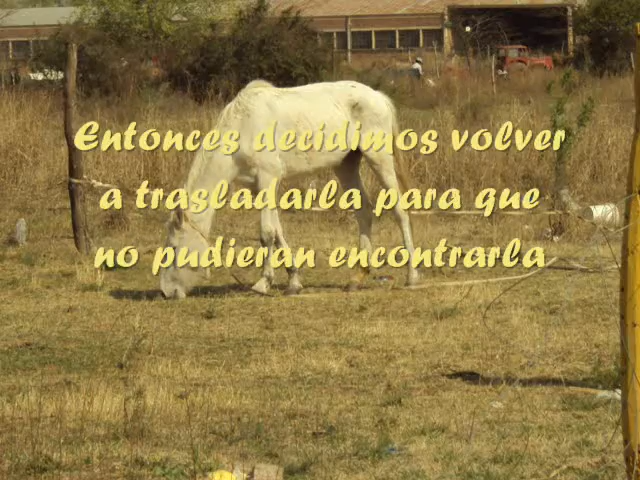 Entonces decidimos volver
a trasladarla para que
no pudieran encontrarla